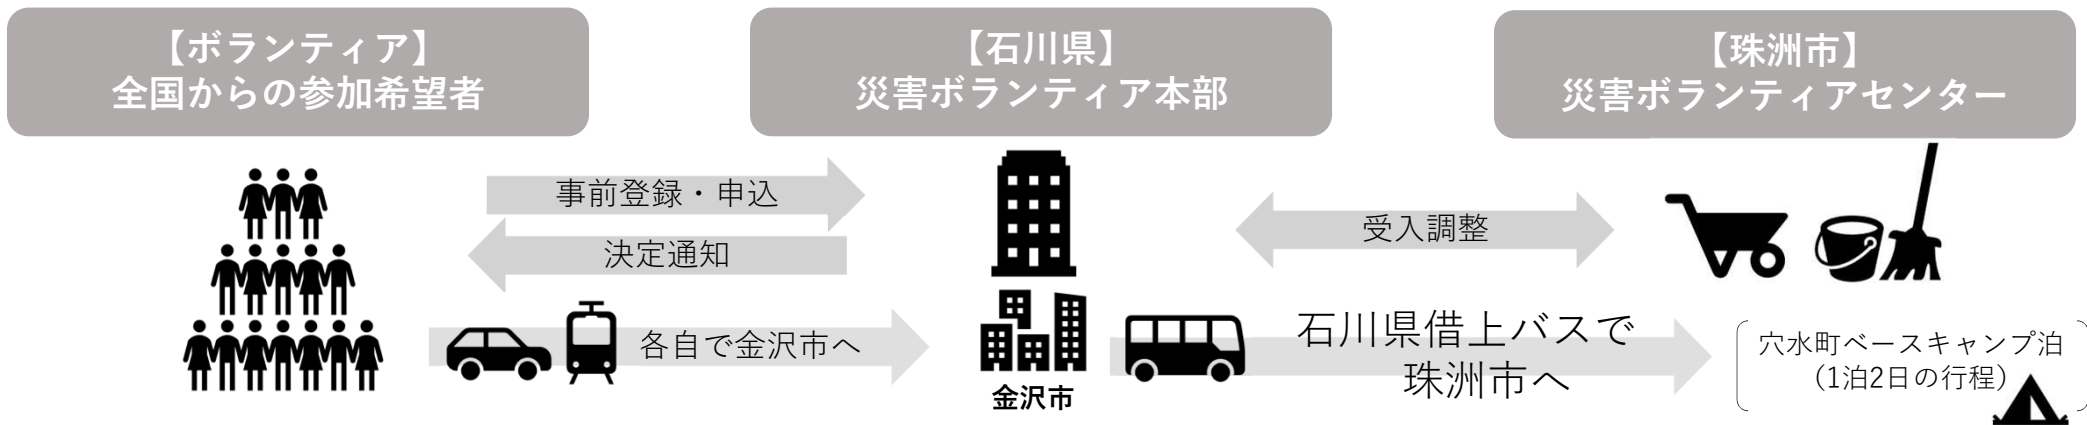 【ボランティア】
全国からの参加希望者
【石川県】
災害ボランティア本部
【珠洲市】
災害ボランティアセンター
事前登録・申込
決定通知
受入調整
各自で金沢市へ
金沢市
石川県借上バスで
珠洲市へ
穴水町ベースキャンプ泊
(1泊2日の行程)